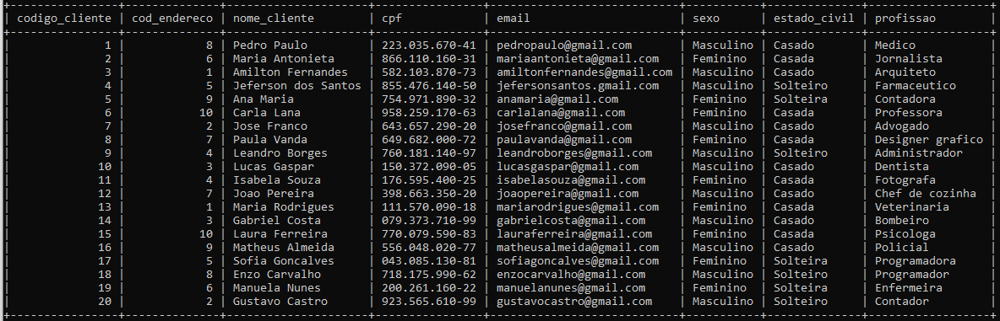 | codigo_cliente | cod_endereco | nome_cliente | cpf | email | sexo | estado_civil | profissao |
| 1 | 8 | Pedro Paulo | 223.035.670-41 | pedropaulo@gmail.com | Masculino | Casado | Medico |
| 2 | 6 | Maria Antonieta | 866.110.160-31 | mariaantonieta@gmail.com | Feminino | Casado | Jornalista |
| 3 | 1 | Amilton Fernandes | 582.103.870-73 | amiltonfernandes@gmail.com | Masculino | Casado | Arquiteto |
| 4 | 5 | Jeferson dos Santos | 855.476.140-50 | jefersonsantos.gmail.com | Masculino | Solteiro | Farmaceutico |
| 5 | 9 | Ana Maria | 754.971.890-32 | anamaria@gmail.com | Feminino | Solteira | Contadora |
| 6 | 10 | Carla Lana | 958.259.170-63 | carlalana@gmail.com | Feminino | Casada | Professora |
| 7 | 2 | Jose Franco | 643.657.290-20 | josefranco@gmail.com | Masculino | Casado | Advogado |
| 8 | 7 | Paula Vanda | 649.682.000-72 | paulavanda@gmail.com | Feminino | Casada | Designer grafico |
| 9 | 4 | Leandro Borges | 760.181.140-97 | leandroborges@gmail.com | Masculino | Solteiro | Administrador |
| 10 | 3 | Lucas Gaspar | 150.372.090-05 | lucasgaspar@gmail.com | Masculino | Casado | Dentista |
| 11 | 4 | Isabela Souza | 176.595.400-25 | isabelasouza@gmail.com | Feminino | Casada | Fotografa |
| 12 | 7 | Joao Pereira | 398.663.350-20 | joaopereira@gmail.com | Masculino | Casado | Chef de cozinha |
| 13 | 1 | Maria Rodrigues | 111.570.090-18 | mariarodrigues@gmail.com | Feminino | Casada | Veterinaria |
| 14 | 3 | Gabriel Costa | 079.373.710-99 | gabrielcosta@gmail.com | Masculino | Casado | Bombeiro |
| 15 | 10 | Laura Ferreira | 770.079.590-83 | lauraferreira@gmail.com | Feminino | Casada | Psicologa |
| 16 | 9 | Matheus Almeida | 556.048.020-77 | matheusalmeida@gmail.com | Masculino | Casado | Policial |
| 17 | 5 | Sofia Goncalves | 043.085.130-81 | sofiagoncalves@gmail.com | Feminino | Solteira | Programadora |
| 18 | 8 | Enzo Carvalho | 718.175.990-62 | enzocarvalho@gmail.com | Masculino | Solteiro | Programador |
| 19 | 6 | Manuela Nunes | 200.261.160-22 | manuelanunes@gmail.com | Feminino | Solteira | Enfermeira |
| 20 | 2 | Gustavo Castro | 923.565.610-99 | gustavocastro@gmail.com | Masculino | Solteiro | Contador |